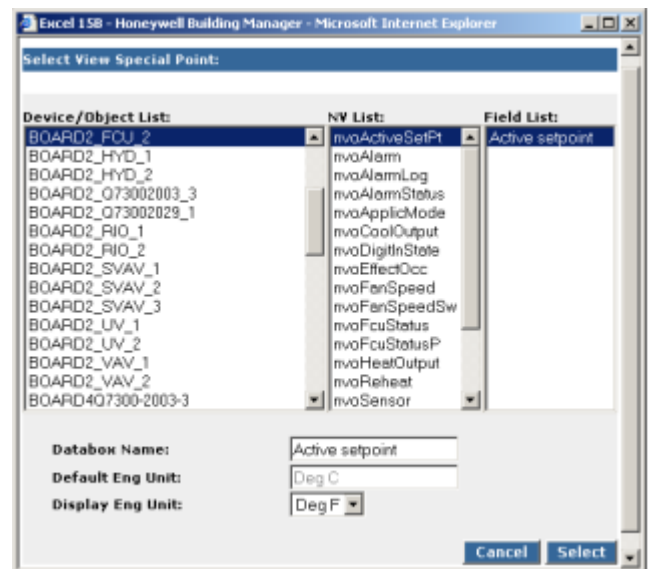 Excel 15B - Honeywell Building Manager - Microsoft Internet Explorer
Select View Special Point:
Device/Object List:
BOARD2_FCU_2
BOARD2_HYD_1
BOARD2_HYD_2
BOARD2_Q73002003_3
BOARD2_Q73002029_1
BOARD2_RIO_1
BOARD2_RIO_2
BOARD2_SVAV_1
BOARD2_SVAV_2
BOARD2_SVAV_3
BOARD2_UV_1
BOARD2_UV_2
BOARD2_VAV_1
BOARD2_VAV_2
BOARD4Q7300-2003-3
NV List:
nvoActiveSetPt
nvoAlarm
nvoAlarmLog
nvoAlarmStatus
nvoApplicMode
nvoCoolOutput
nvoDigitInState
nvoEffectOcc
nvoFanSpeed
nvoFanSpeedSw
nvoFcuStatus
nvoFcuStatusP
nvoHeatOutput
nvoReheat
nvoSensor
Field List:
Active setpoint
Databox Name: Active setpoint
Default Eng Unit: Deg C
Display Eng Unit: Deg F
Cancel Select